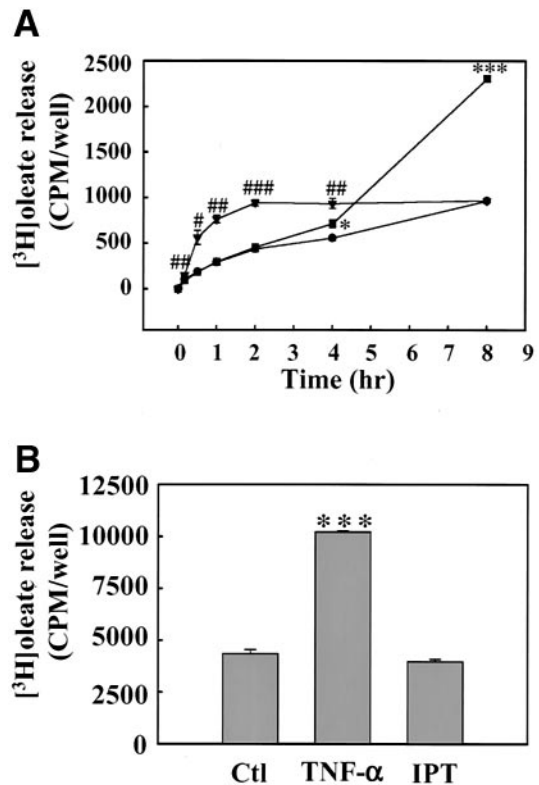 A
[³H]oleate release
(CPM/well)
2500
2000
1500
1000
500
0
##
#
##
###
##
*
***
0 1 2 3 4 5 6 7 8 9
Time (hr)
B
[³H]oleate release
(CPM/well)
12500
10000
7500
5000
2500
0
***
Ctl TNF-α IPT